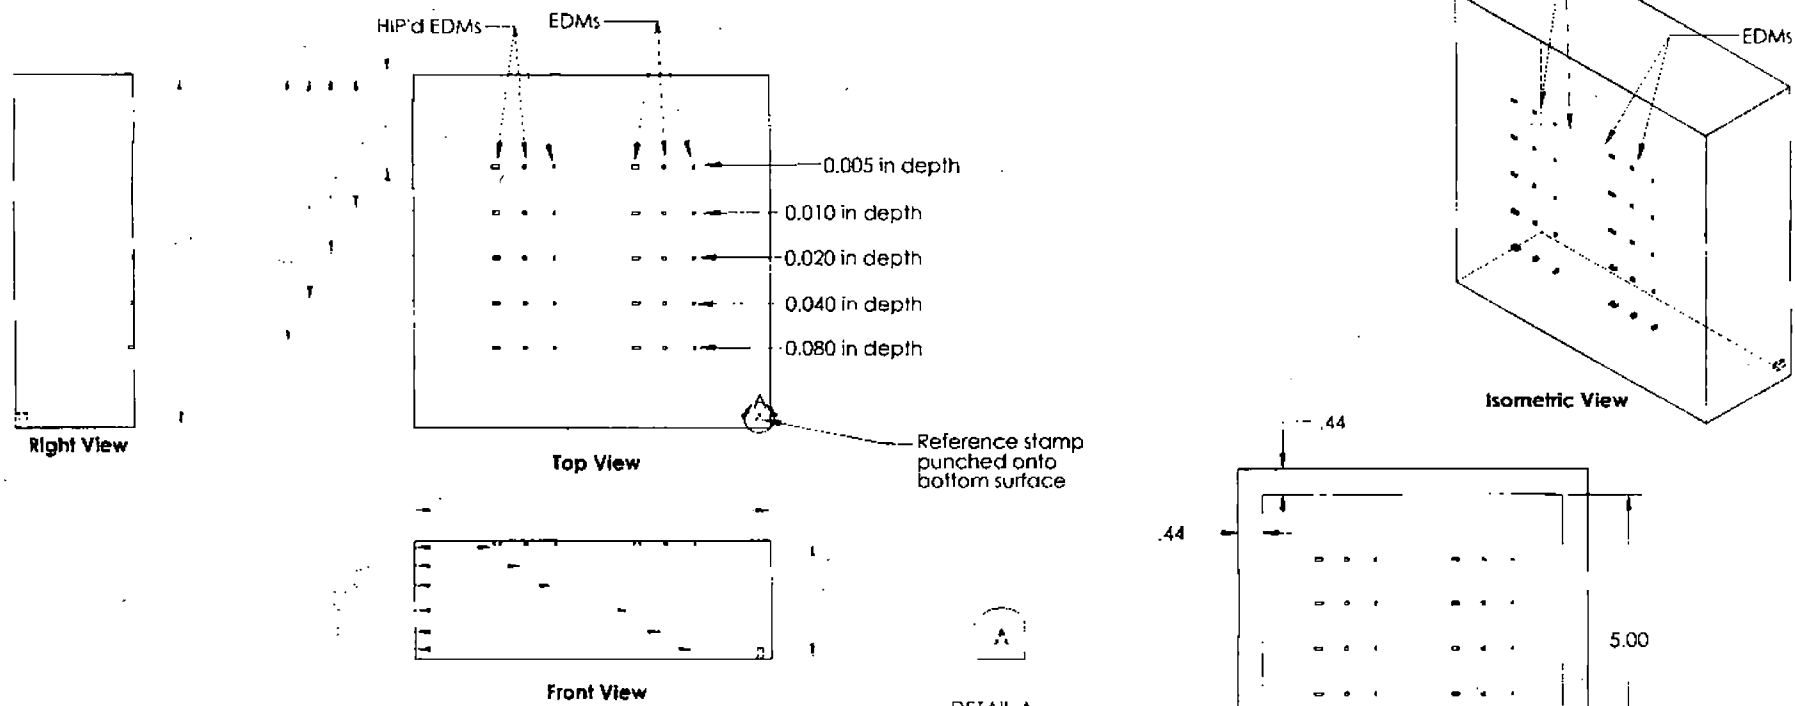 HIP'd EDMs
EDMs
EDMs
0.005 in depth
0.010 in depth
0.020 in depth
0.040 in depth
0.080 in depth
A
Reference stamp
punched onto
bottom surface
Right View
Top View
Isometric View
.44
.44
5.00
A
Front View
DETAIL A